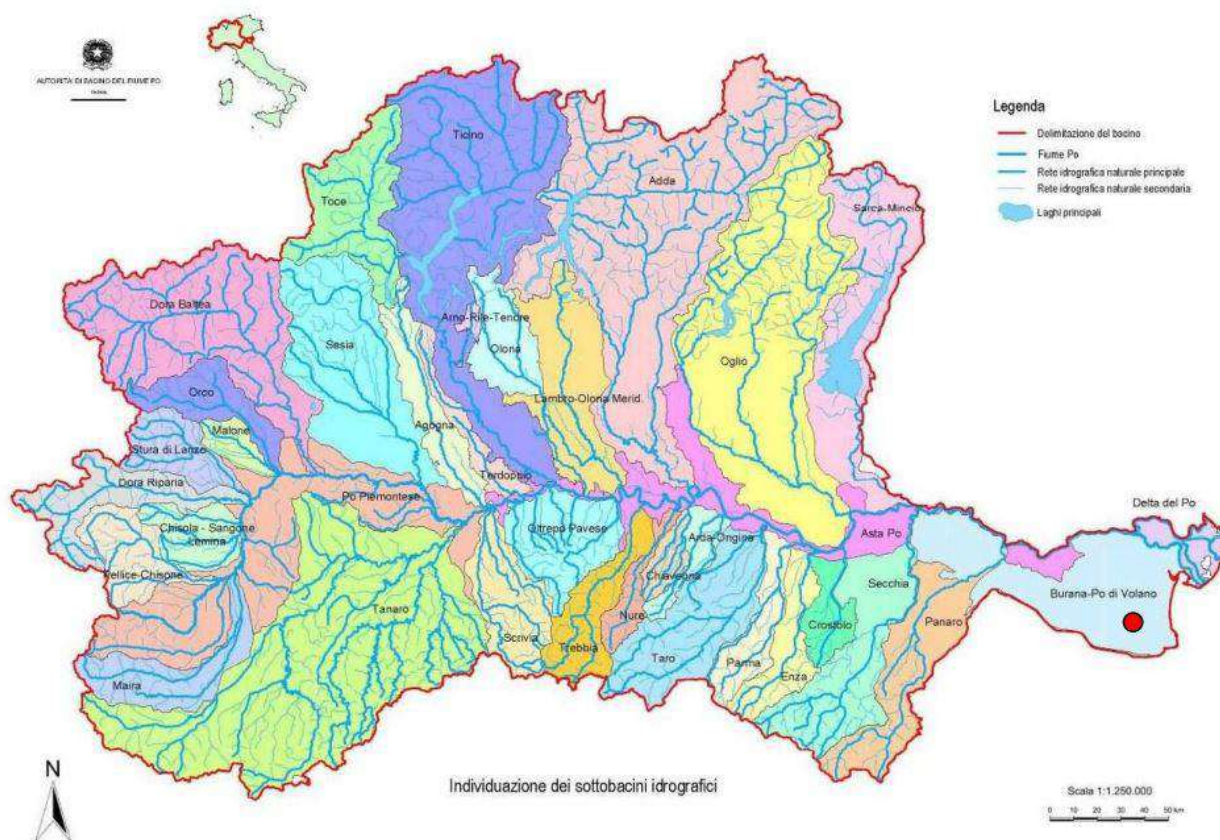 AUTORITÀ DI BACINO DEL FIUME PO
PARMA
Legenda
Delimitazione del bacino
Fiume Po
Rete idrografica naturale principale
Rete idrografica naturale secondaria
Laghi principali
Ticino
Adda
Toce
Sarca-Mincio
Dora Baltea
Arno-Rile-Tenore
Sesia
Olona
Oglio
Orco
Lambro-Olona Merid.
Malone
Agogna
Stura di Lanzo
Terdoppio
Dora Riparia
Po Piemontese
Delta del Po
Chisola - Sangone
Lemina
Oltrepo Pavese
Arda-Ongina
Asta Po
Pellice-Chisone
Chiavenna
Secchia
Burana-Po di Volano
Tanaro
Nure
Crostolo
Panaro
Scrivia
Trebbia
Taro
Parma
Enza
Maira
N
Individuazione dei sottobacini idrografici
Scala 1:1.250.000
0 10 20 30 40 50 km